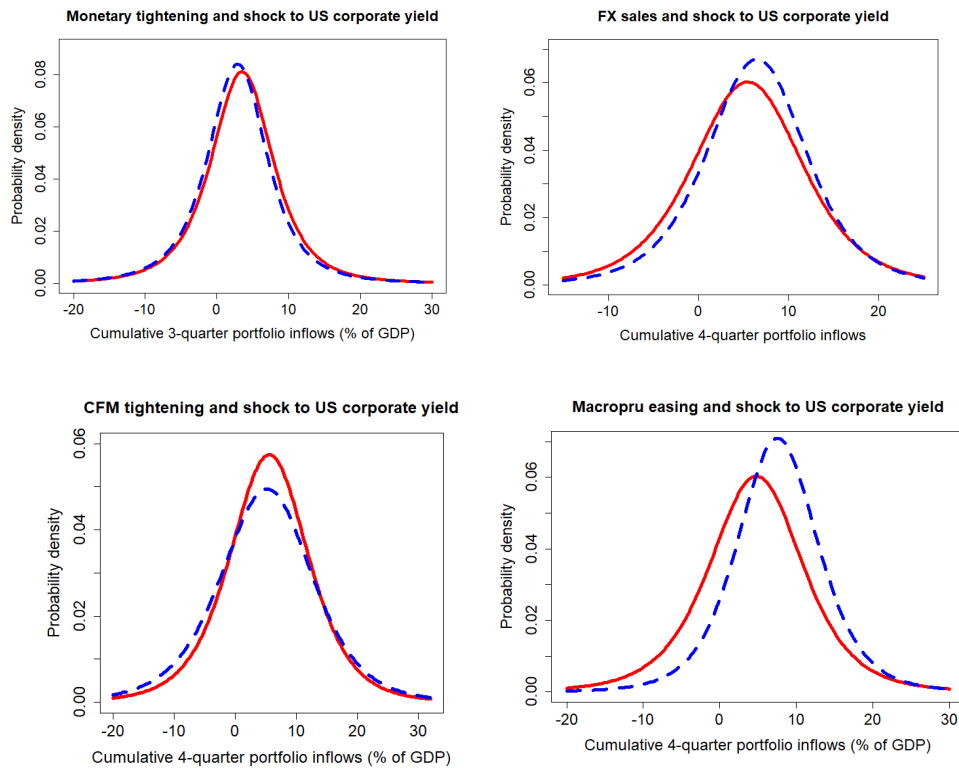 Monetary tightening and shock to US corporate yield
Probability density
0.00 0.02 0.04 0.06 0.08
-20 -10 0 10 20 30
Cumulative 3-quarter portfolio inflows (% of GDP)
FX sales and shock to US corporate yield
Probability density
0.00 0.02 0.04 0.06
-10 0 10 20
Cumulative 4-quarter portfolio inflows
CFM tightening and shock to US corporate yield
Probability density
0.00 0.02 0.04 0.06
-20 -10 0 10 20 30
Cumulative 4-quarter portfolio inflows (% of GDP)
Macropru easing and shock to US corporate yield
Probability density
0.00 0.02 0.04 0.06
-20 -10 0 10 20 30
Cumulative 4-quarter portfolio inflows (% of GDP)